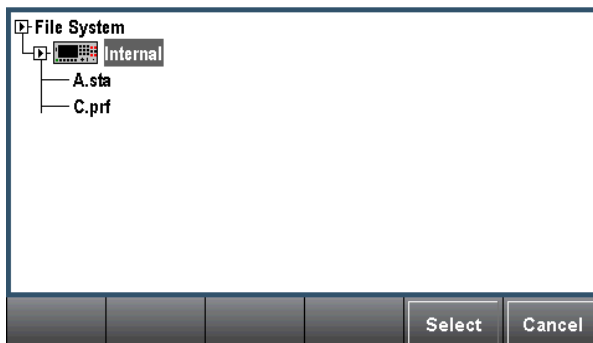 File System
Internal
A.sta
C.prf
Select Cancel